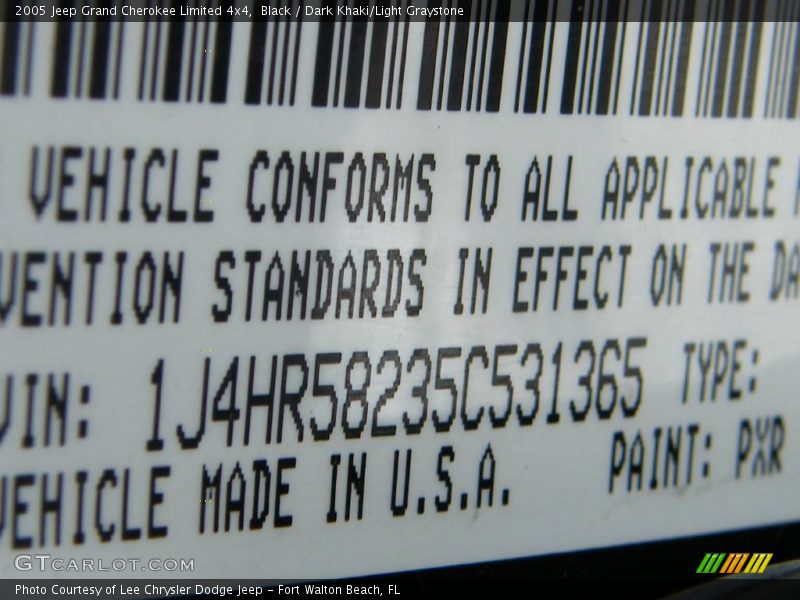 2005 Jeep Grand Cherokee Limited 4x4, Black / Dark Khaki/Light Graystone
VEHICLE CONFORMS TO ALL APPLICABLE
VENTION STANDARDS IN EFFECT ON THE DA
VIN: 1J4HR58235C531365 TYPE:
VEHICLE MADE IN U.S.A. PAINT: PXR
GTCARLOT.COM
Photo Courtesy of Lee Chrysler Dodge Jeep – Fort Walton Beach, FL